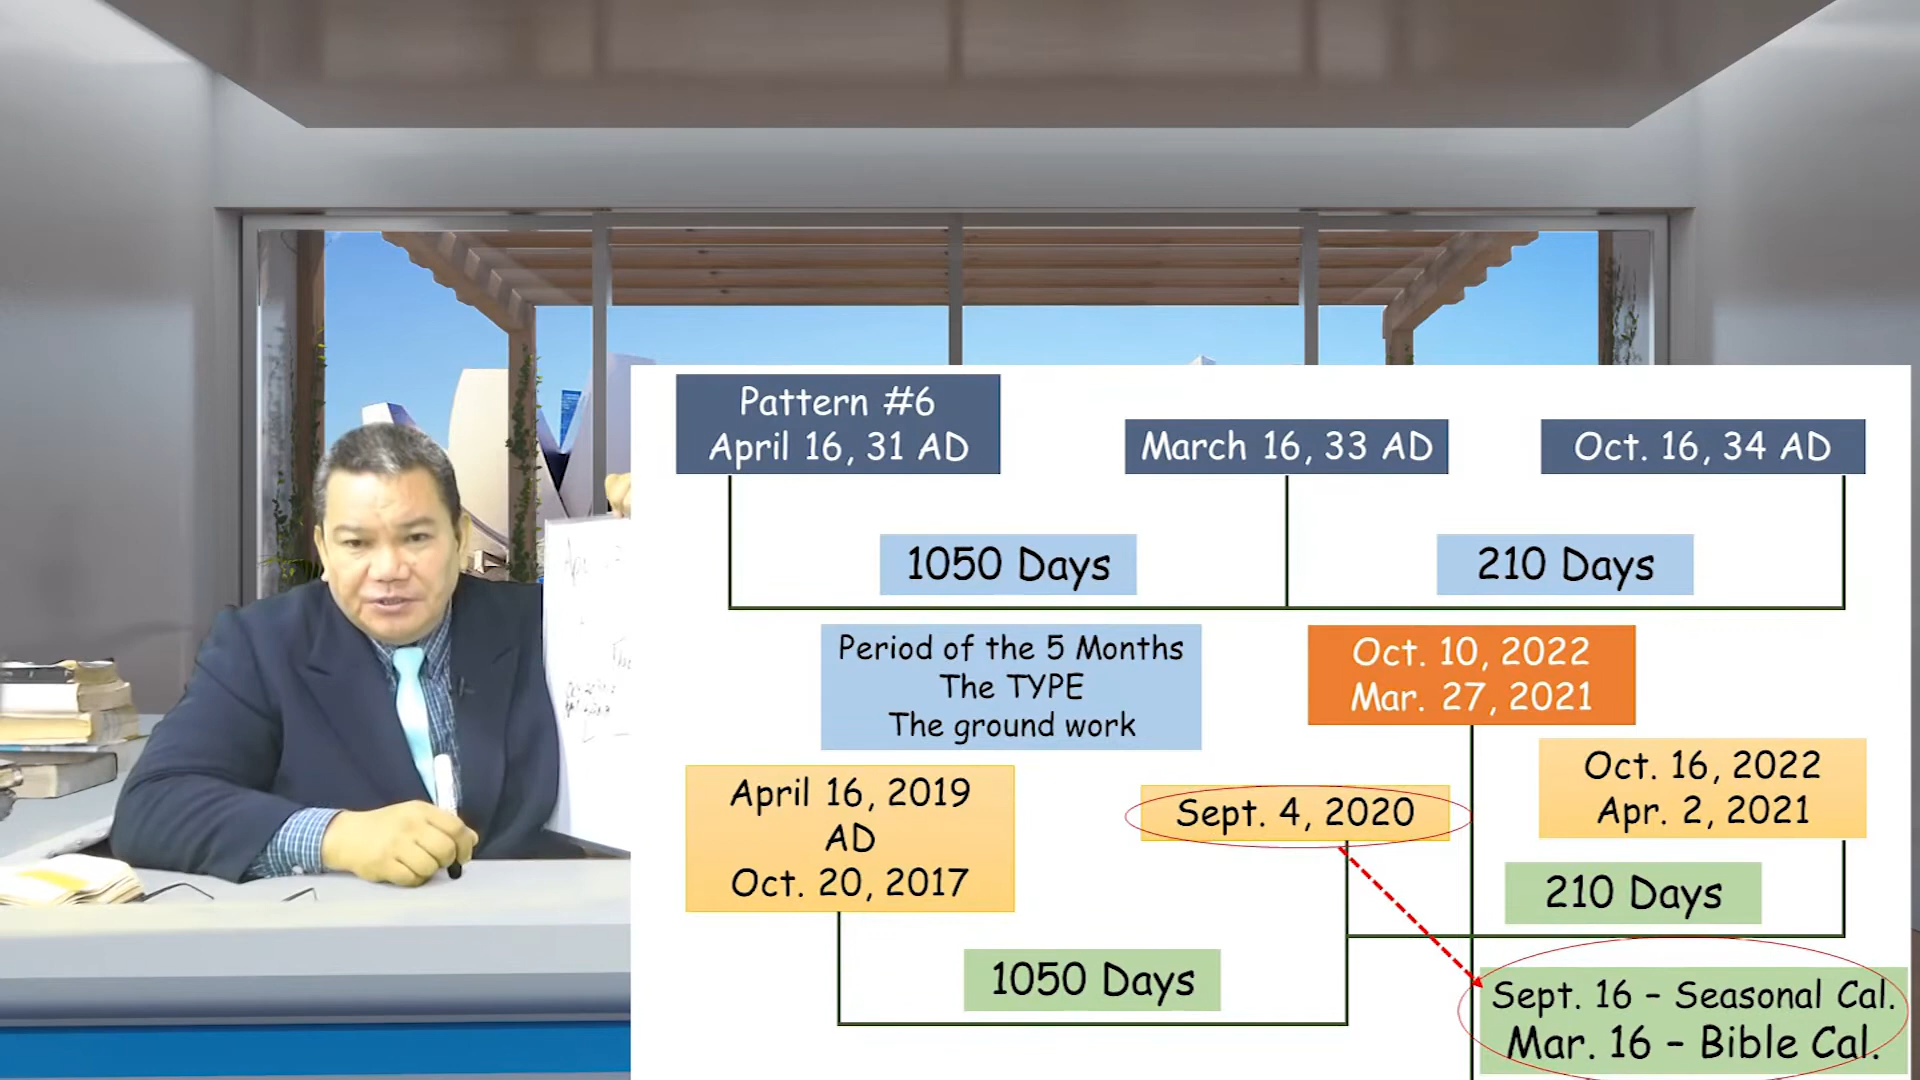 Pattern #6
April 16, 31 AD
March 16, 33 AD
Oct. 16, 34 AD
1050 Days
210 Days
Period of the 5 Months
The TYPE
The ground work
Oct. 10, 2022
Mar. 27, 2021
April 16, 2019
AD
Oct. 20, 2017
Sept. 4, 2020
Oct. 16, 2022
Apr. 2, 2021
210 Days
1050 Days
Sept. 16 – Seasonal Cal.
Mar. 16 – Bible Cal.